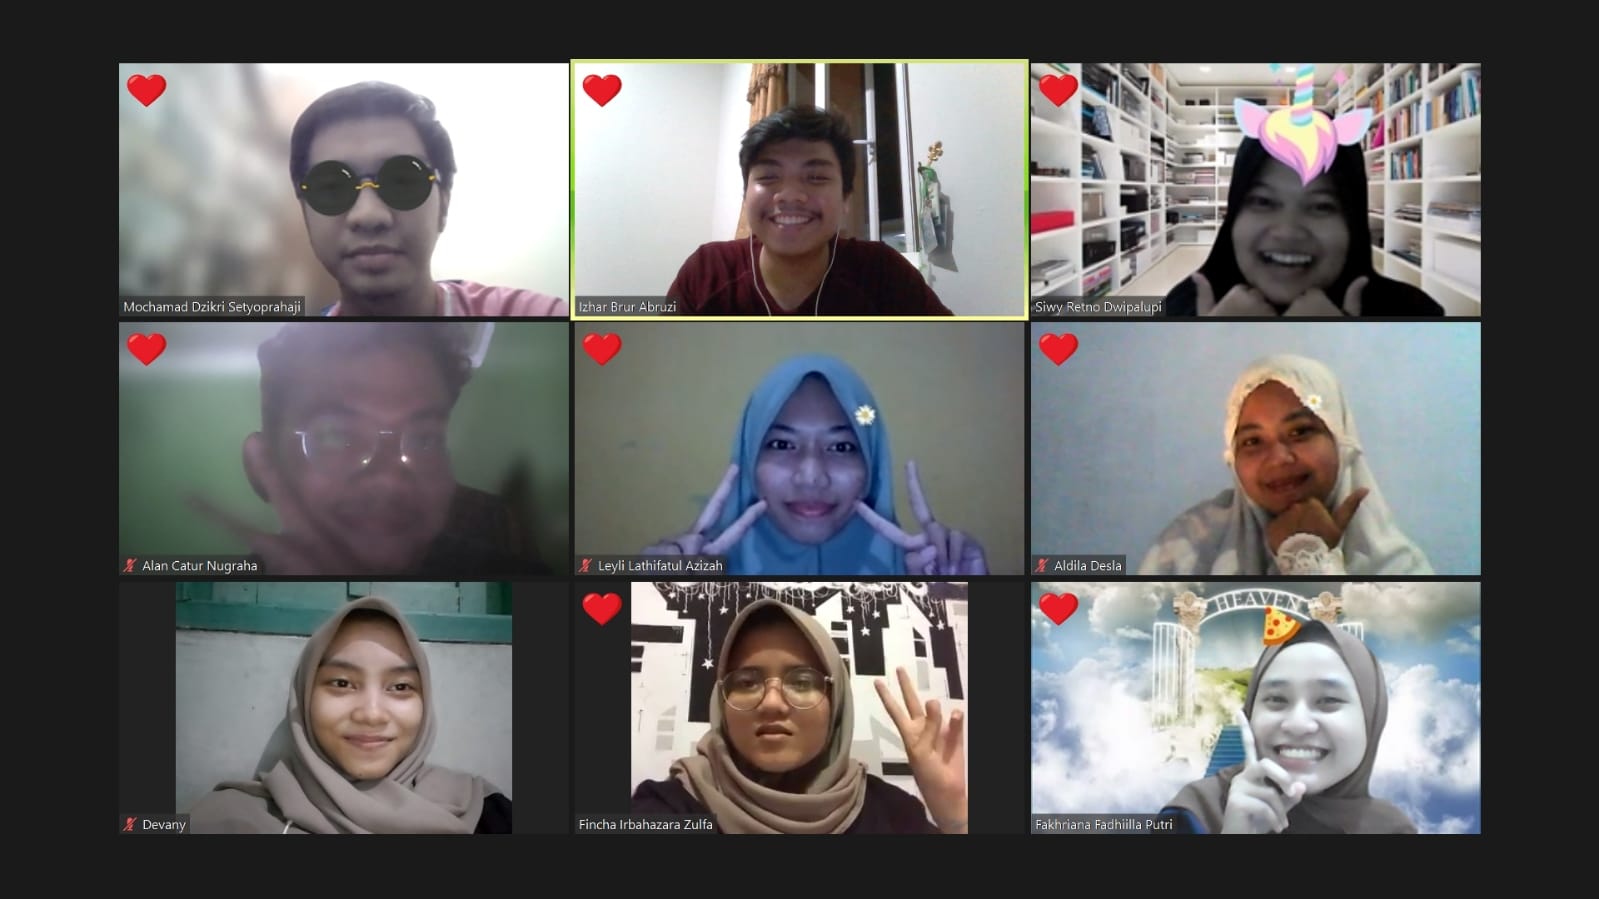 Mochamad Dzikri Setyoprahaji
Izhar Brur Abruzi
Siwy Retno Dwipalupi
Alan Catur Nugraha
Leyli Lathifatul Azizah
Aldila Desla
HEAVEN
Devany
Fincha Irbahazara Zulfa
Fakhriana Fadhiilla Putri